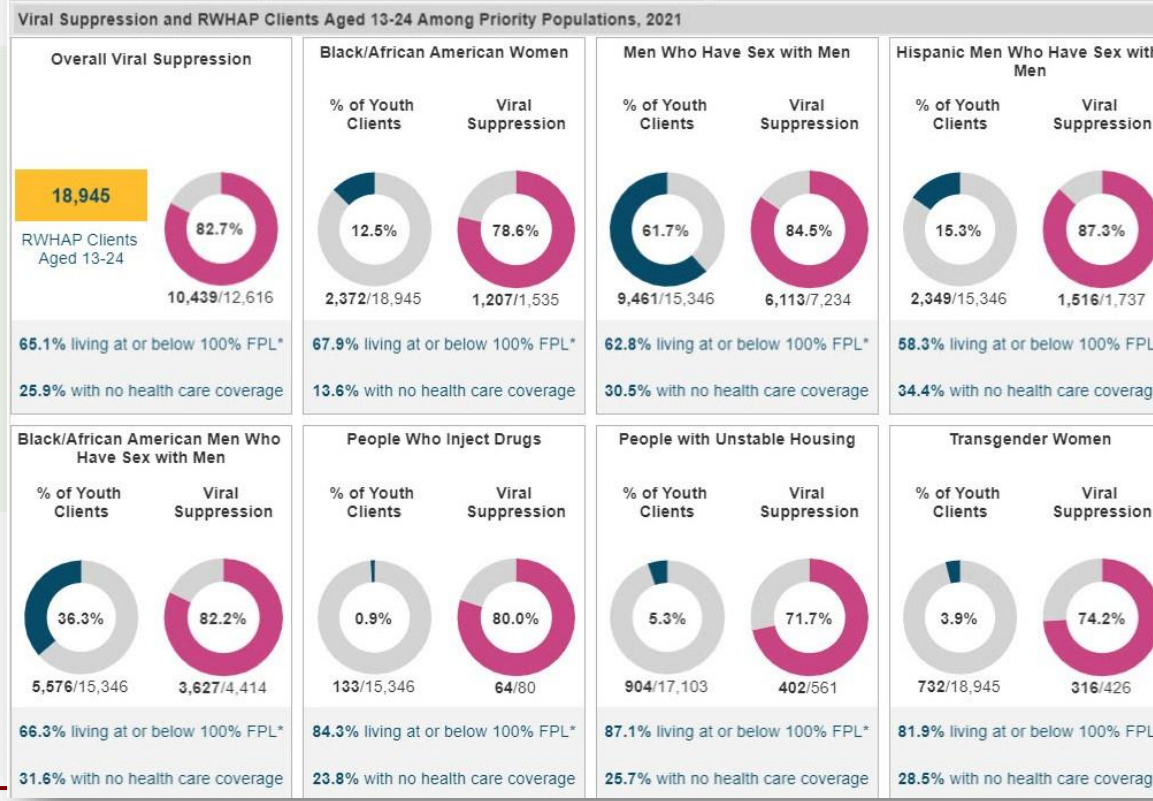 Viral Suppression and RWHAP Clients Aged 13-24 Among Priority Populations, 2021
Overall Viral Suppression
18,945
RWHAP Clients
Aged 13-24
82.7%
10,439/12,616
65.1% living at or below 100% FPL*
25.9% with no health care coverage
Black/African American Women
% of Youth
Clients
Viral
Suppression
12.5%
78.6%
2,372/18,945
1,207/1,535
67.9% living at or below 100% FPL*
13.6% with no health care coverage
Men Who Have Sex with Men
% of Youth
Clients
Viral
Suppression
61.7%
84.5%
9,461/15,346
6,113/7,234
62.8% living at or below 100% FPL*
30.5% with no health care coverage
Hispanic Men Who Have Sex with
Men
% of Youth
Clients
Viral
Suppression
15.3%
87.3%
2,349/15,346
1,516/1,737
58.3% living at or below 100% FPL
34.4% with no health care coverag
Black/African American Men Who
Have Sex with Men
% of Youth
Clients
Viral
Suppression
36.3%
82.2%
5,576/15,346
3,627/4,414
66.3% living at or below 100% FPL*
31.6% with no health care coverage
People Who Inject Drugs
% of Youth
Clients
Viral
Suppression
0.9%
80.0%
133/15,346
64/80
84.3% living at or below 100% FPL*
23.8% with no health care coverage
People with Unstable Housing
% of Youth
Clients
Viral
Suppression
5.3%
71.7%
904/17,103
402/561
87.1% living at or below 100% FPL*
25.7% with no health care coverage
Transgender Women
% of Youth
Clients
Viral
Suppression
3.9%
74.2%
732/18,945
316/426
81.9% living at or below 100% FPL
28.5% with no health care coverag